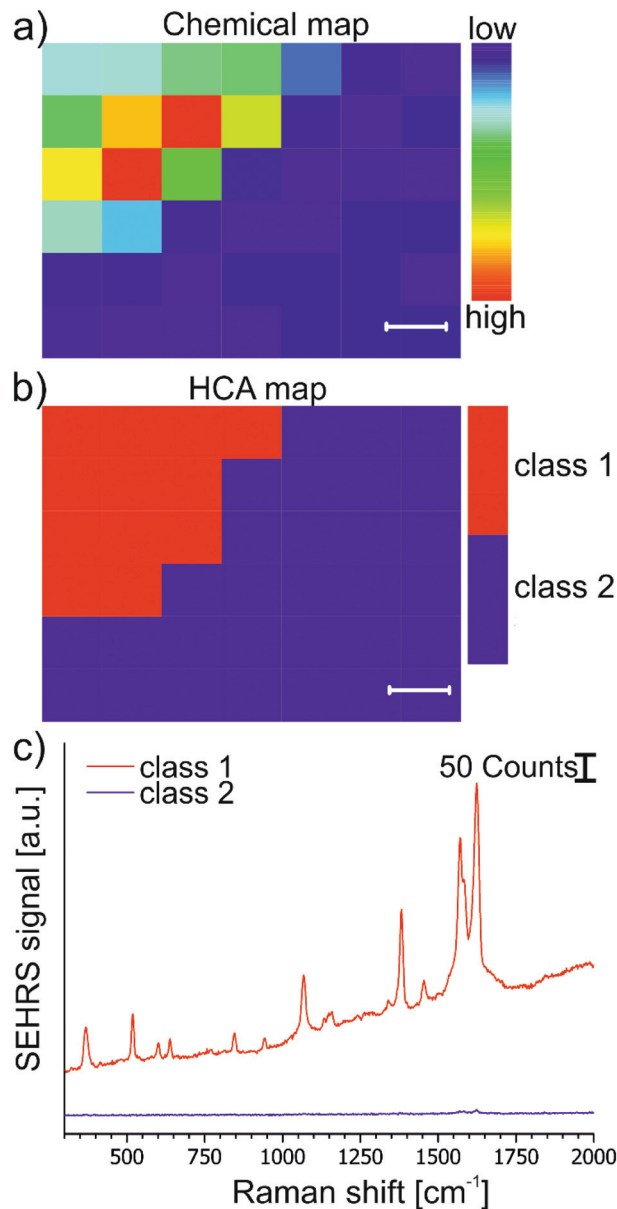 a)
Chemical map
low
high
b)
HCA map
class 1
class 2
c)
class 1
class 2
50 Counts
SEHRS signal [a.u.]
500 750 1000 1250 1500 1750 2000
Raman shift [cm⁻¹]